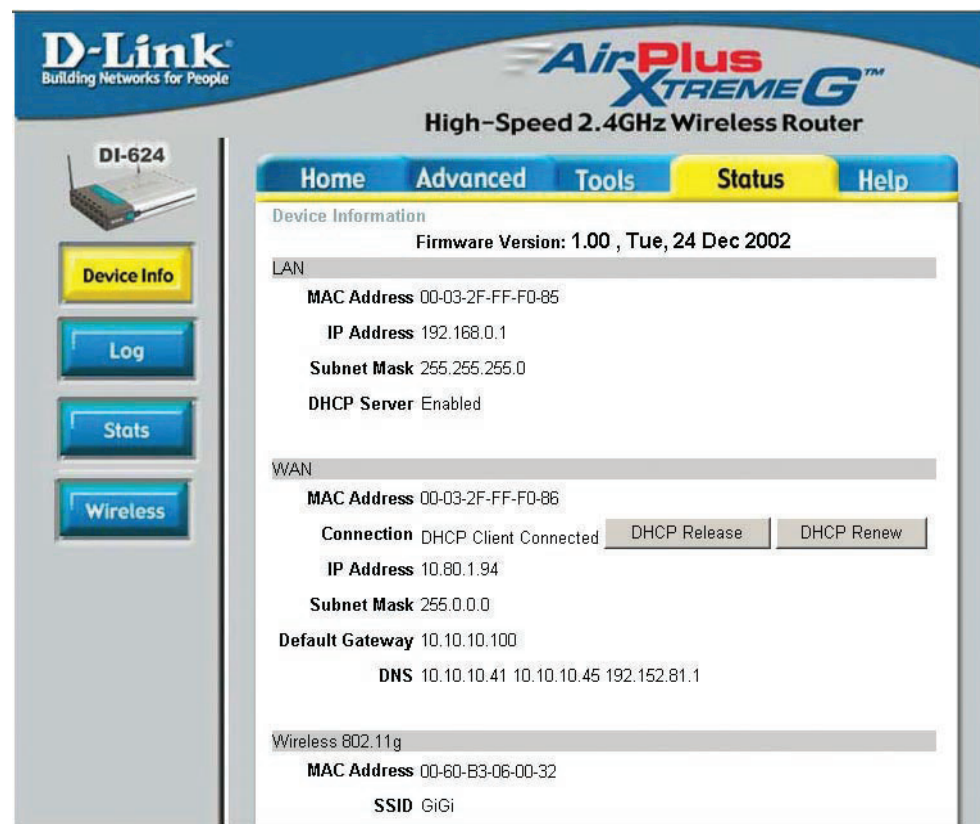 D-Link
Building Networks for People
AirPlus
XTREME G™
High-Speed 2.4GHz Wireless Router
DI-624
Home Advanced Tools Status Help
Device Info
Log
Stats
Wireless
Device Information
Firmware Version: 1.00 , Tue, 24 Dec 2002
LAN
MAC Address 00-03-2F-FF-F0-85
IP Address 192.168.0.1
Subnet Mask 255.255.255.0
DHCP Server Enabled
WAN
MAC Address 00-03-2F-FF-F0-86
Connection DHCP Client Connected DHCP Release DHCP Renew
IP Address 10.80.1.94
Subnet Mask 255.0.0.0
Default Gateway 10.10.10.100
DNS 10.10.10.41 10.10.10.45 192.152.81.1
Wireless 802.11g
MAC Address 00-60-B3-06-00-32
SSID GiGi